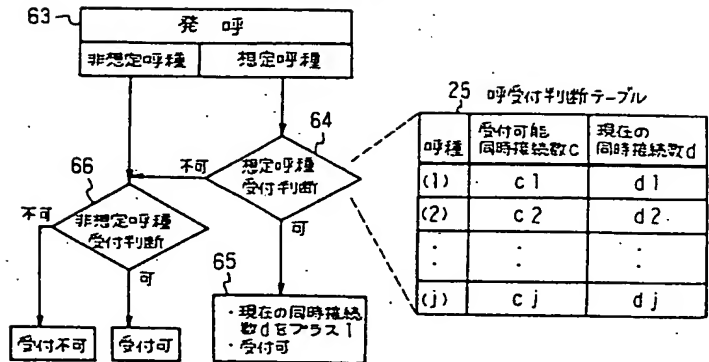 63
発呼
非想定呼種 想定呼種
64
不可
想定呼種
受付判断
可
66
不可
非想定呼種
受付判断
可
受付不可
受付可
65
・現在の同時接続
数dをプラス1
・受付可
25 呼受付判断テーブル
呼種 受付可能
同時接続数c 現在の
同時接続数d
(1) c1 d1
(2) c2 d2
: : :
(j) cj dj